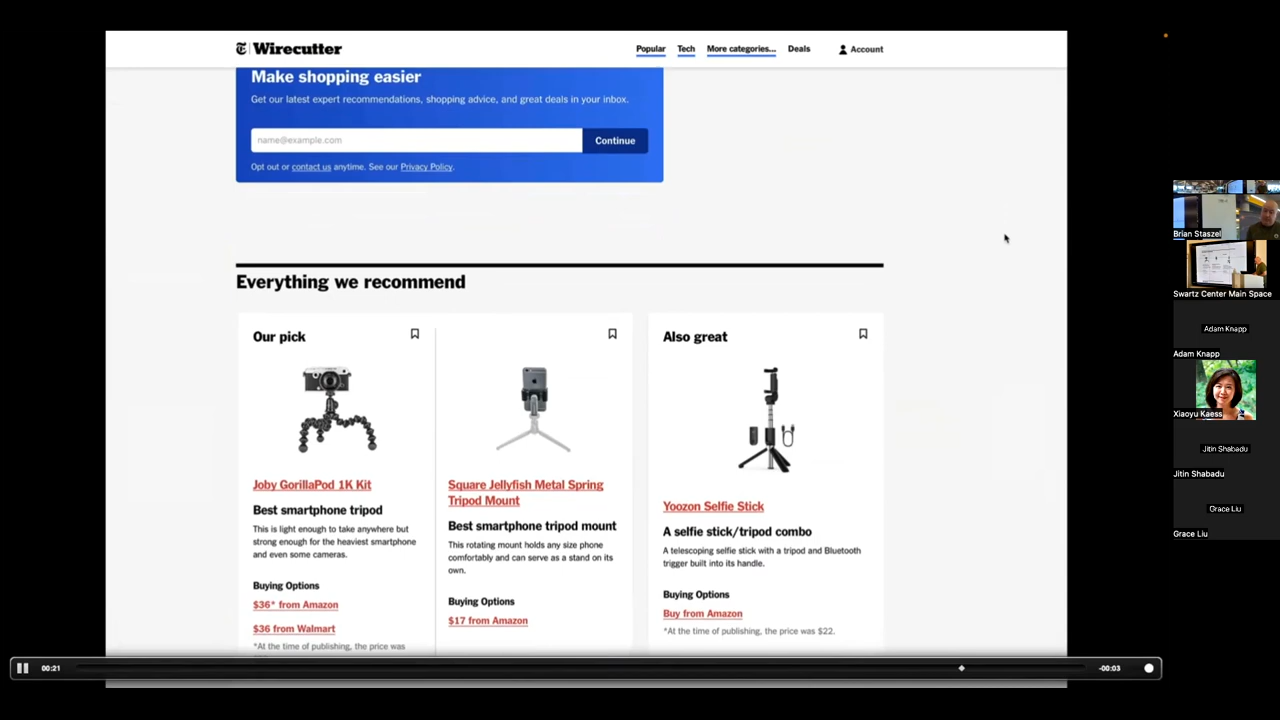 Wirecutter
Popular
Tech
More categories...
Deals
Account
Make shopping easier
Get our latest expert recommendations, shopping advice, and great deals in your inbox.
name@example.com
Continue
Opt out or contact us anytime. See our Privacy Policy.
Everything we recommend
Our pick
Joby GorillaPod 1K Kit
Best smartphone tripod
This is light enough to take anywhere but
strong enough for the heaviest smartphone
and even some cameras.
Buying Options
$36* from Amazon
$36 from Walmart
*At the time of publishing, the price was
Square Jellyfish Metal Spring
Tripod Mount
Best smartphone tripod mount
This rotating mount holds any size phone
comfortably and can serve as a stand on its
own.
Buying Options
$17 from Amazon
Also great
Yoozon Selfie Stick
A selfie stick/tripod combo
A telescoping selfie stick with a tripod and Bluetooth
trigger built into its handle.
Buying Options
Buy from Amazon
*At the time of publishing, the price was $22.
00:21
-00:03
Brian Staszel
Swartz Center Main Space
Adam Knapp
Adam Knapp
Xiaoyu Kaess
Jitin Shabadu
Jitin Shabadu
Grace Liu
Grace Liu